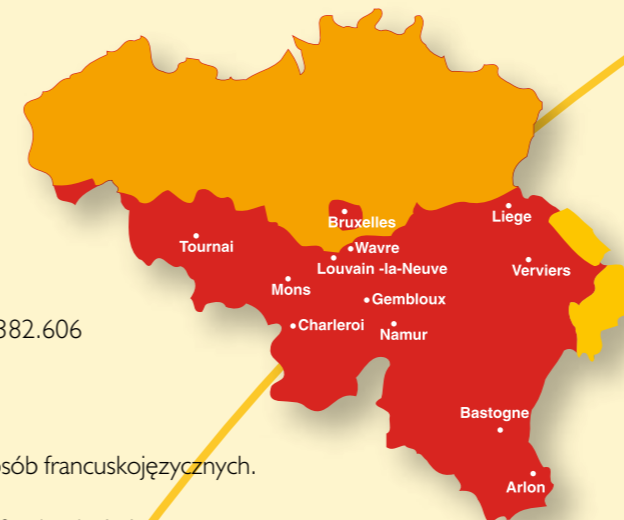 Bruxelles
Liege
Tournai
Wavre
Louvain -la-Neuve
Verviers
Mons
Gembloux
Charleroi
Namur
382.606
Bastogne
osób francuskojęzycznych.
Arlon